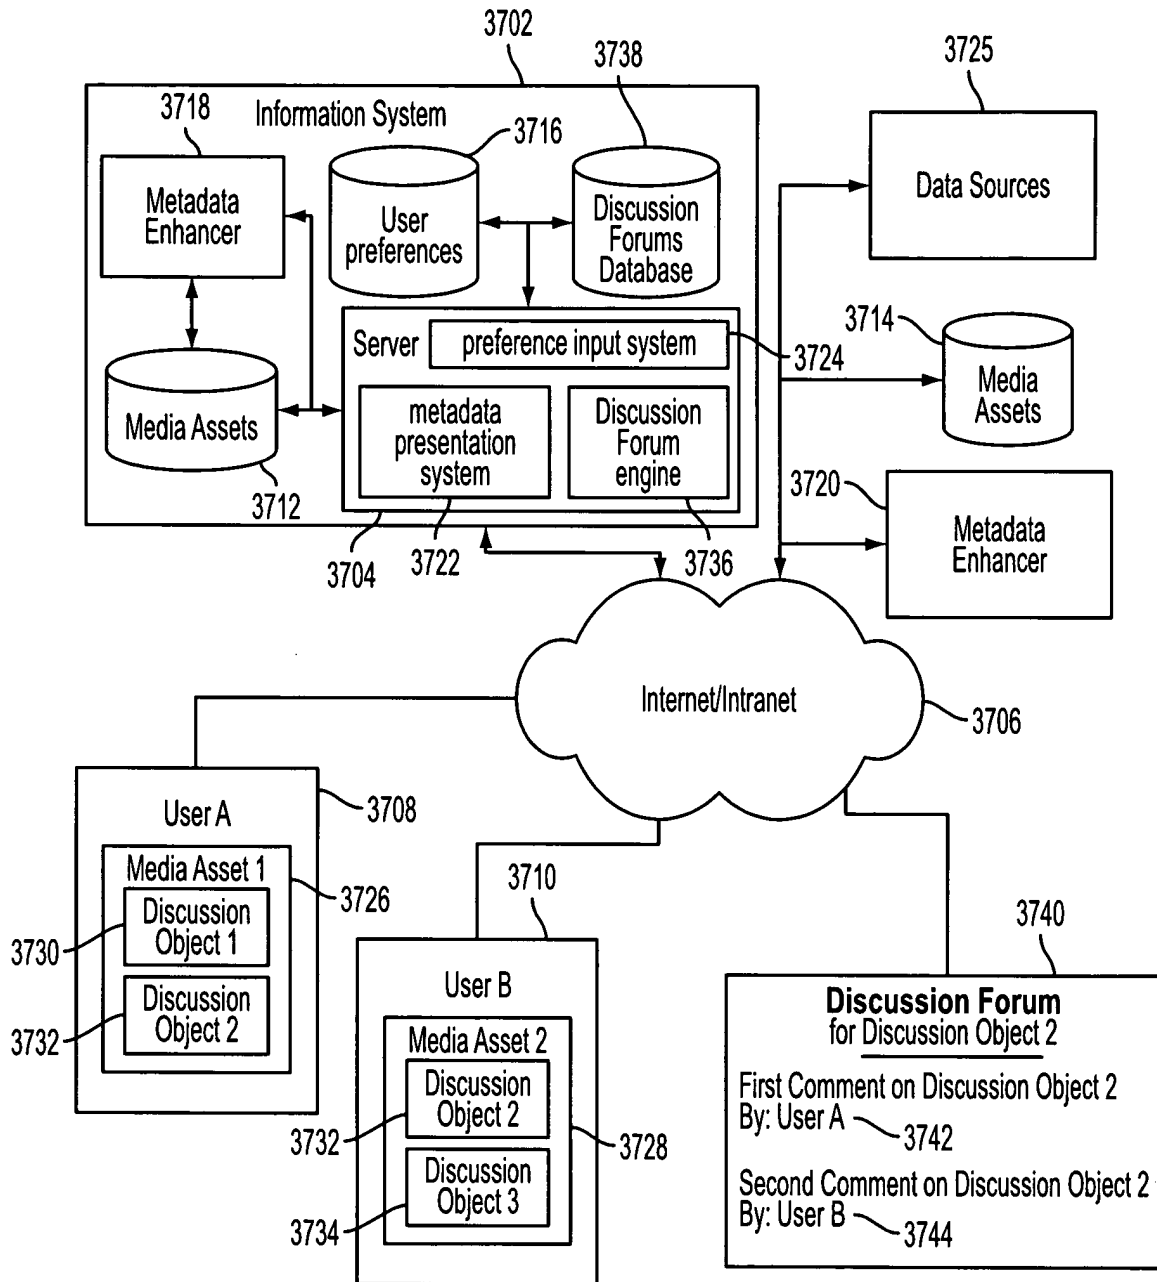 3702
3738
3725
3718
Information System
3716
Metadata
Enhancer
User
preferences
Discussion
Forums
Database
Data Sources
3714
Server
preference input system
3724
Media
Assets
Media Assets
metadata
presentation
system
Discussion
Forum
engine
3712
3720
Metadata
Enhancer
3704
3722
3736
Internet/Intranet
3706
User A
3708
Media Asset 1
3726
Discussion
Object 1
3730
Discussion
Object 2
3732
3710
User B
Media Asset 2
Discussion
Object 2
3732
3728
Discussion
Object 3
3734
3740
Discussion Forum
for Discussion Object 2
First Comment on Discussion Object 2
By: User A
3742
Second Comment on Discussion Object 2
By: User B
3744